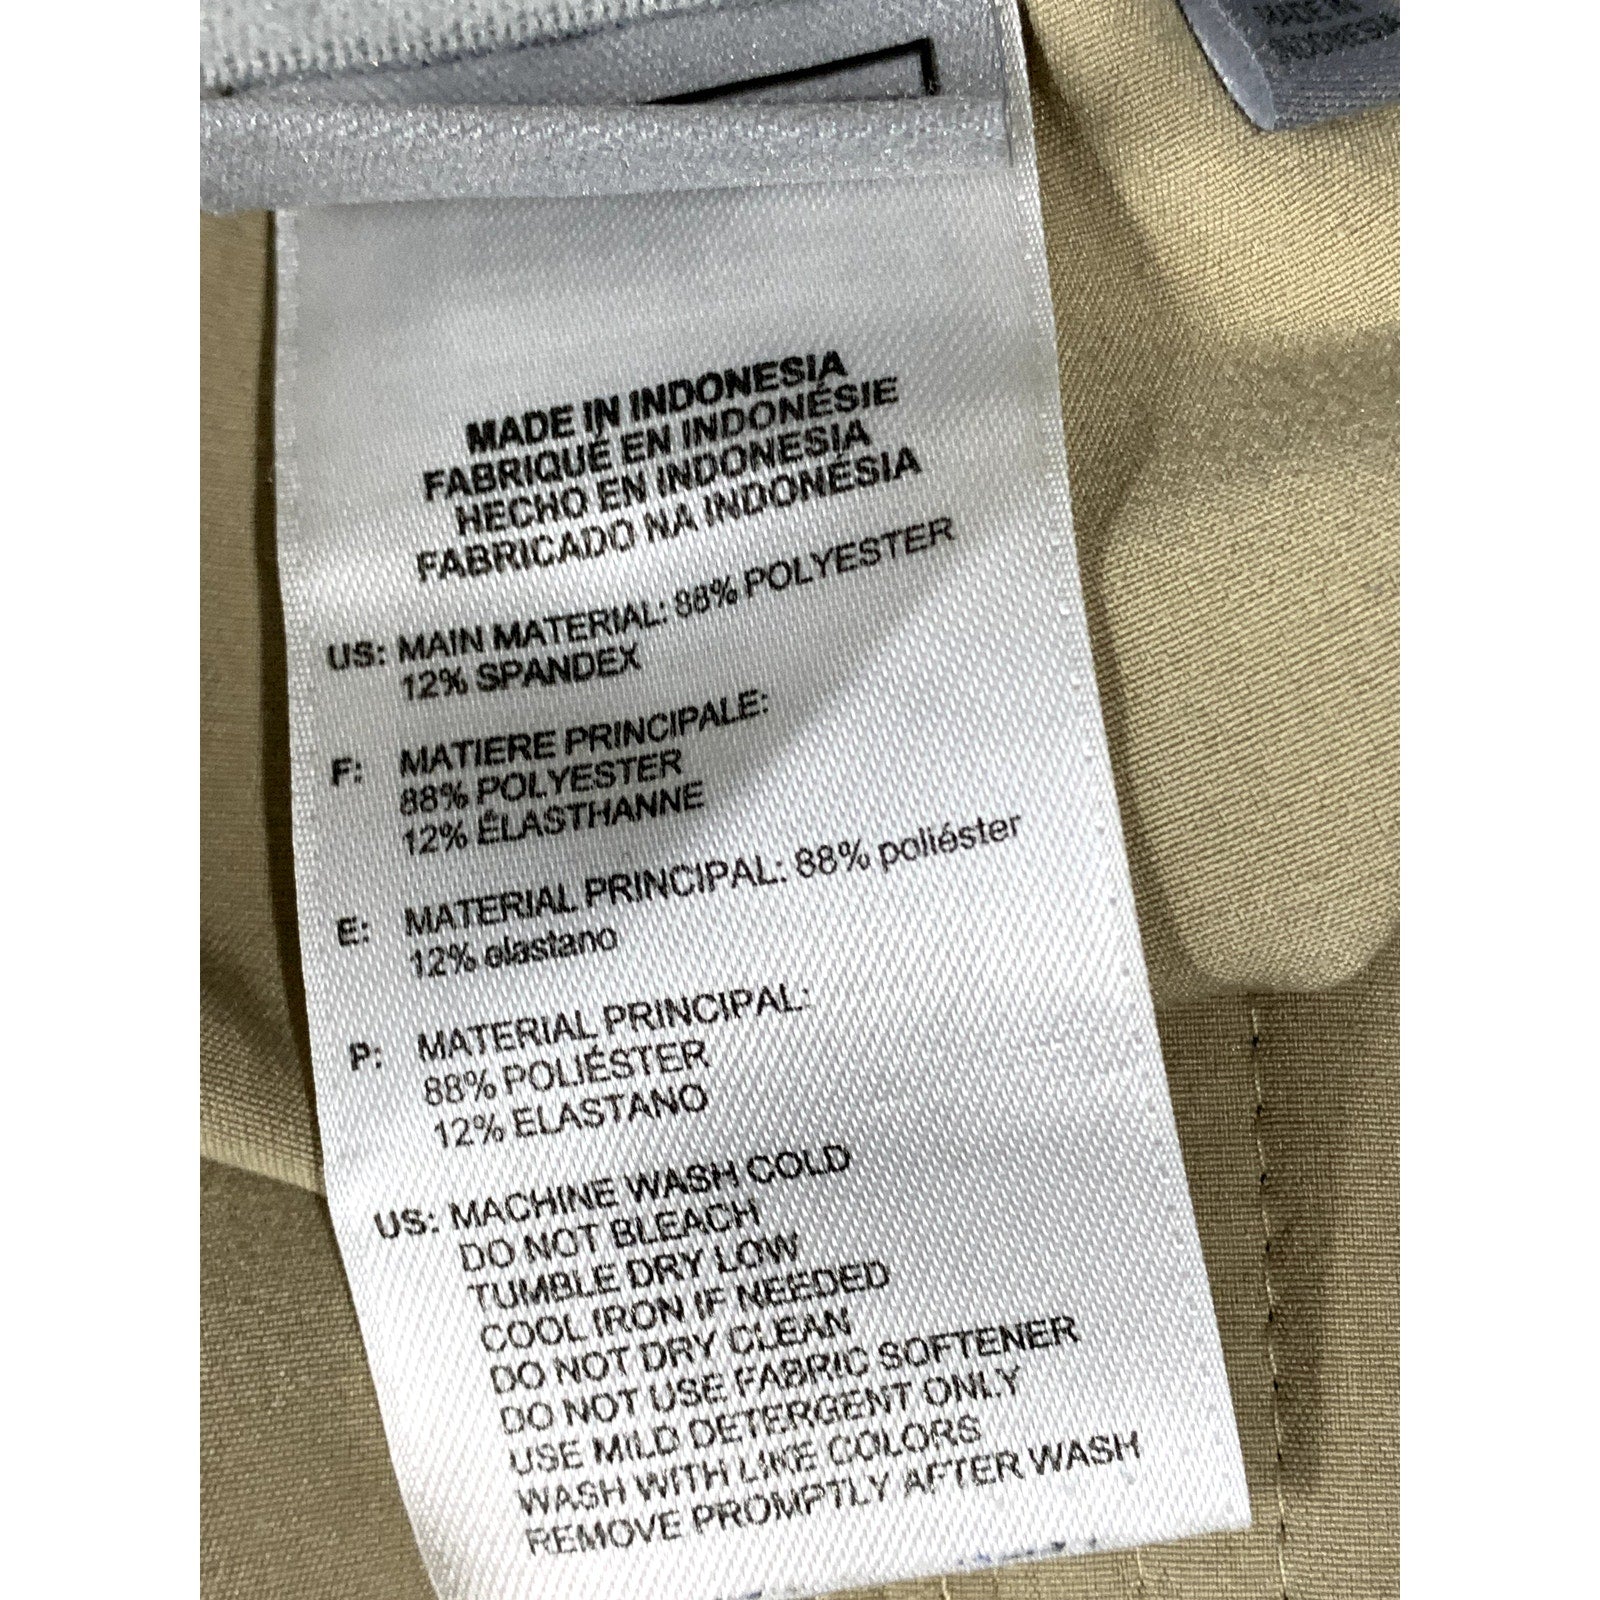 MADE IN
INDONESIA
MADE IN INDONESIA
FABRIQUÉ EN INDONÉSIE
HECHO EN INDONESIA
FABRICADO NA INDONÉSIA
US: MAIN MATERIAL: 88% POLYESTER
12% SPANDEX
F: MATIERE PRINCIPALE:
88% POLYESTER
12% ÉLASTHANNE
E: MATERIAL PRINCIPAL: 88% poliéster
12% elastano
P: MATERIAL PRINCIPAL:
88% POLIÉSTER
12% ELASTANO
US: MACHINE WASH COLD
DO NOT BLEACH
TUMBLE DRY LOW
COOL IRON IF NEEDED
DO NOT DRY CLEAN
DO NOT USE FABRIC SOFTENER
USE MILD DETERGENT ONLY
WASH WITH LIKE COLORS
REMOVE PROMPTLY AFTER WASH